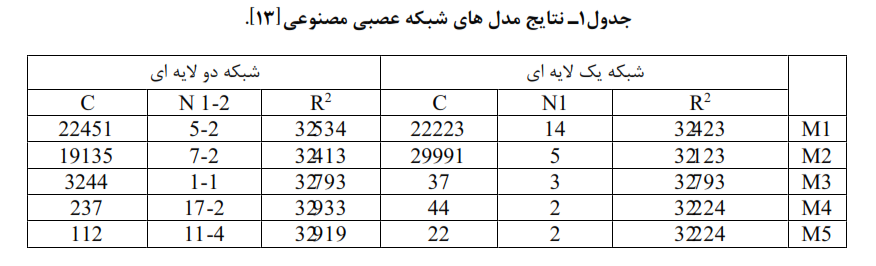 جدول۱ـ نتایج مدل های شبکه عصبی مصنوعی[۱۳].
شبکه یک لایه ای شبکه دو لایه ای
R² N1 C R² N 1-2 C
M1 32423 14 22223 32534 5-2 22451
M2 32123 5 29991 32413 7-2 19135
M3 32793 3 37 32793 1-1 3244
M4 32224 2 44 32933 17-2 237
M5 32224 2 22 32919 11-4 112